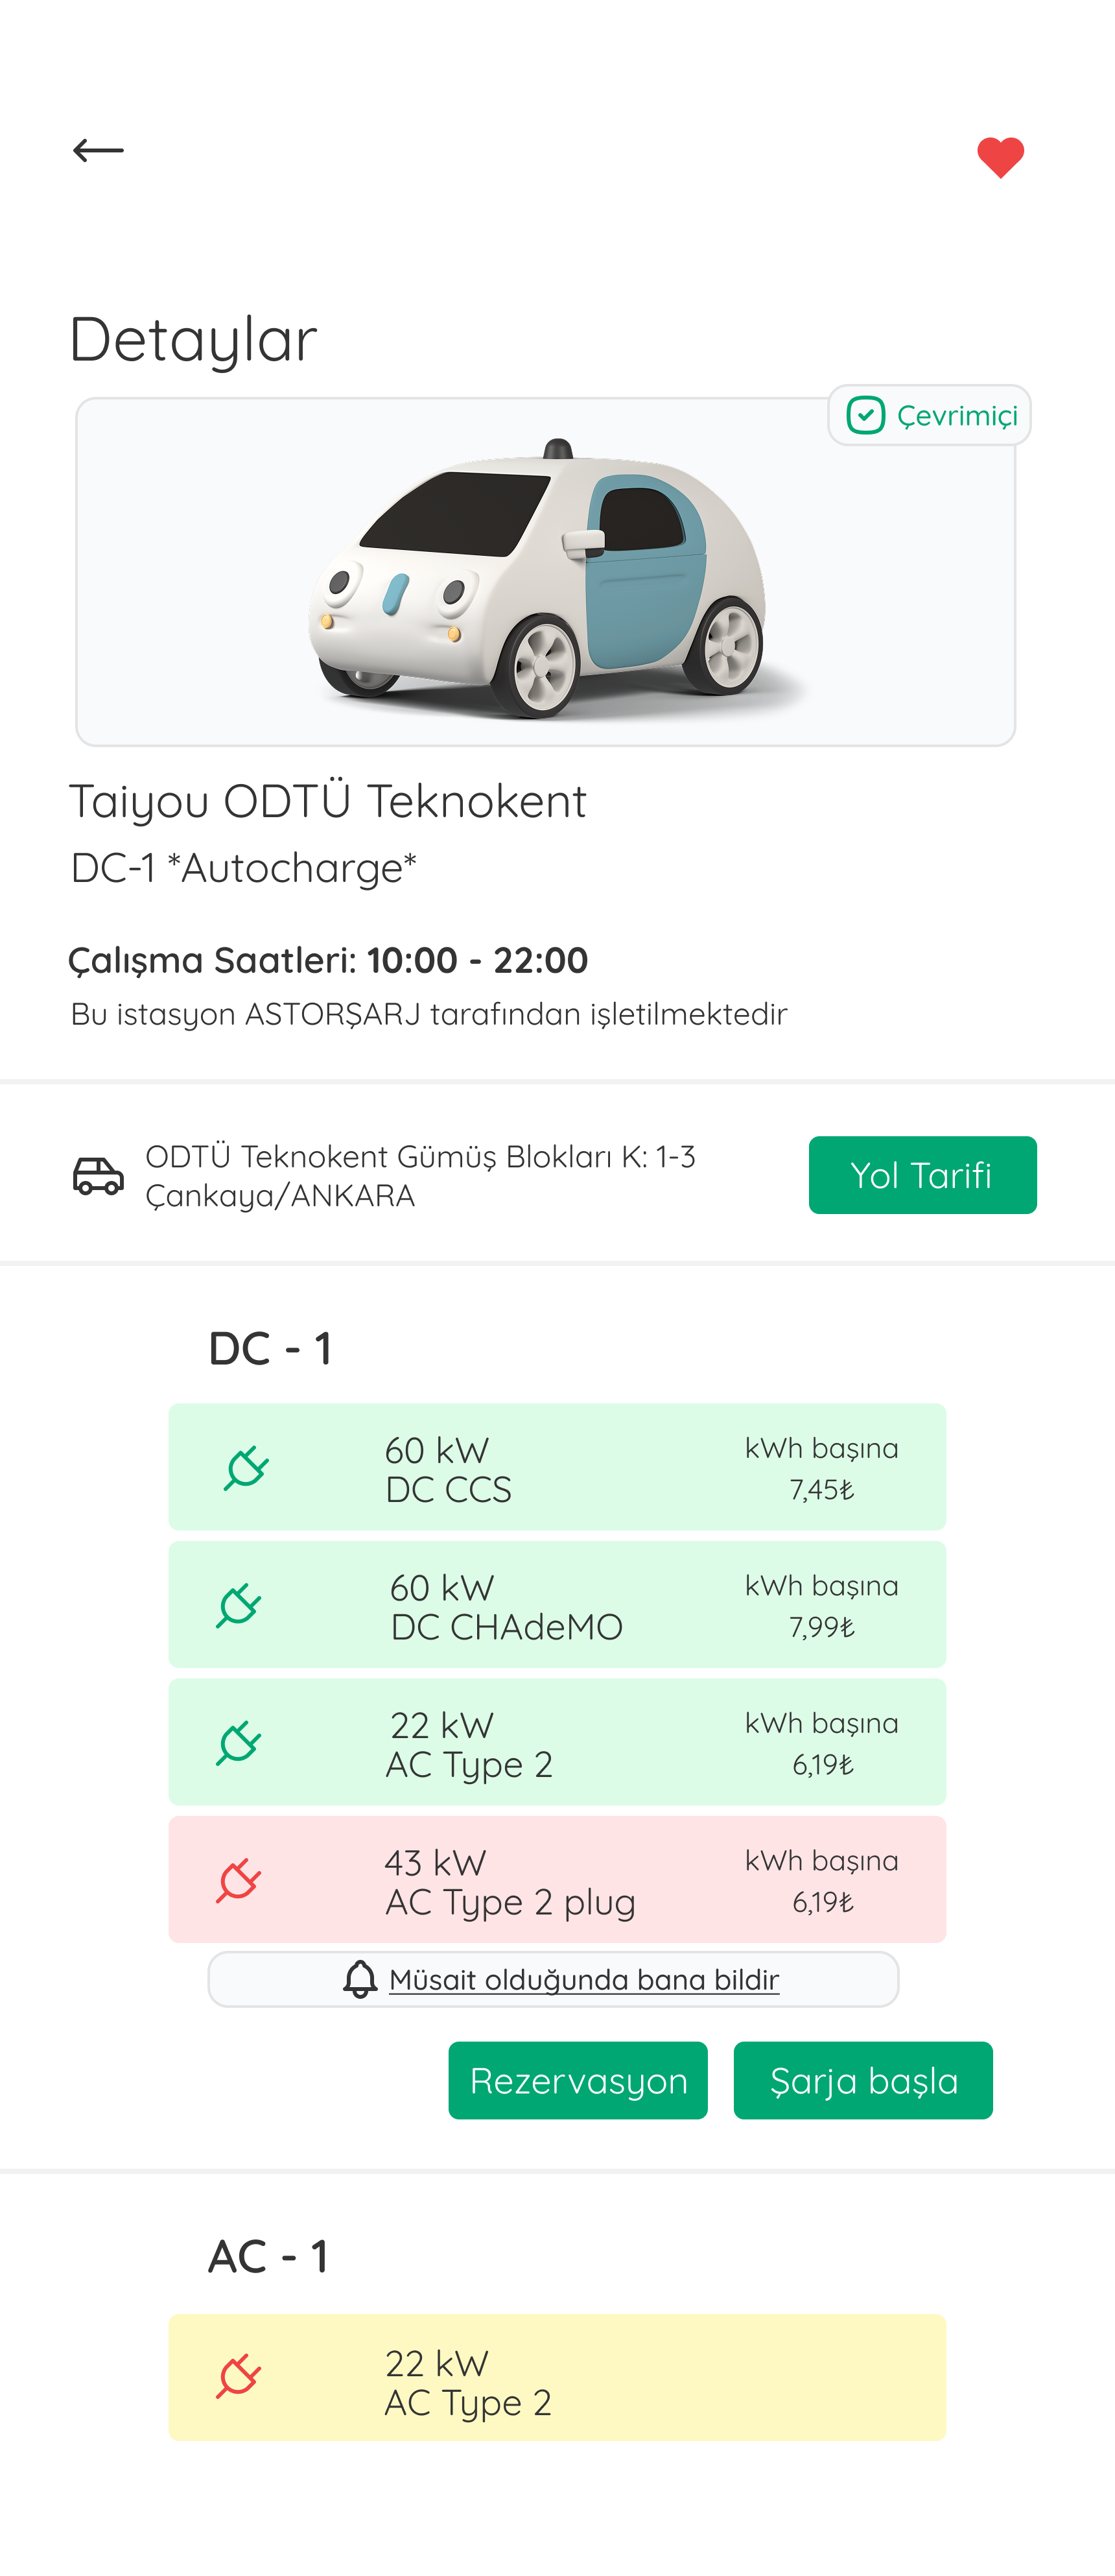 Detaylar
Çevrimiçi
Taiyou ODTÜ Teknokent
DC-1 *Autocharge*
Çalışma Saatleri: 10:00 - 22:00
Bu istasyon ASTORŞARJ tarafından işletilmektedir
ODTÜ Teknokent Gümüş Blokları K: 1-3
Çankaya/ANKARA
Yol Tarifi
DC - 1
60 kW
DC CCS
kWh başına
7,45₺
60 kW
DC CHAdeMO
kWh başına
7,99₺
22 kW
AC Type 2
kWh başına
6,19₺
43 kW
AC Type 2 plug
kWh başına
6,19₺
Müsait olduğunda bana bildir
Rezervasyon
Şarja başla
AC - 1
22 kW
AC Type 2